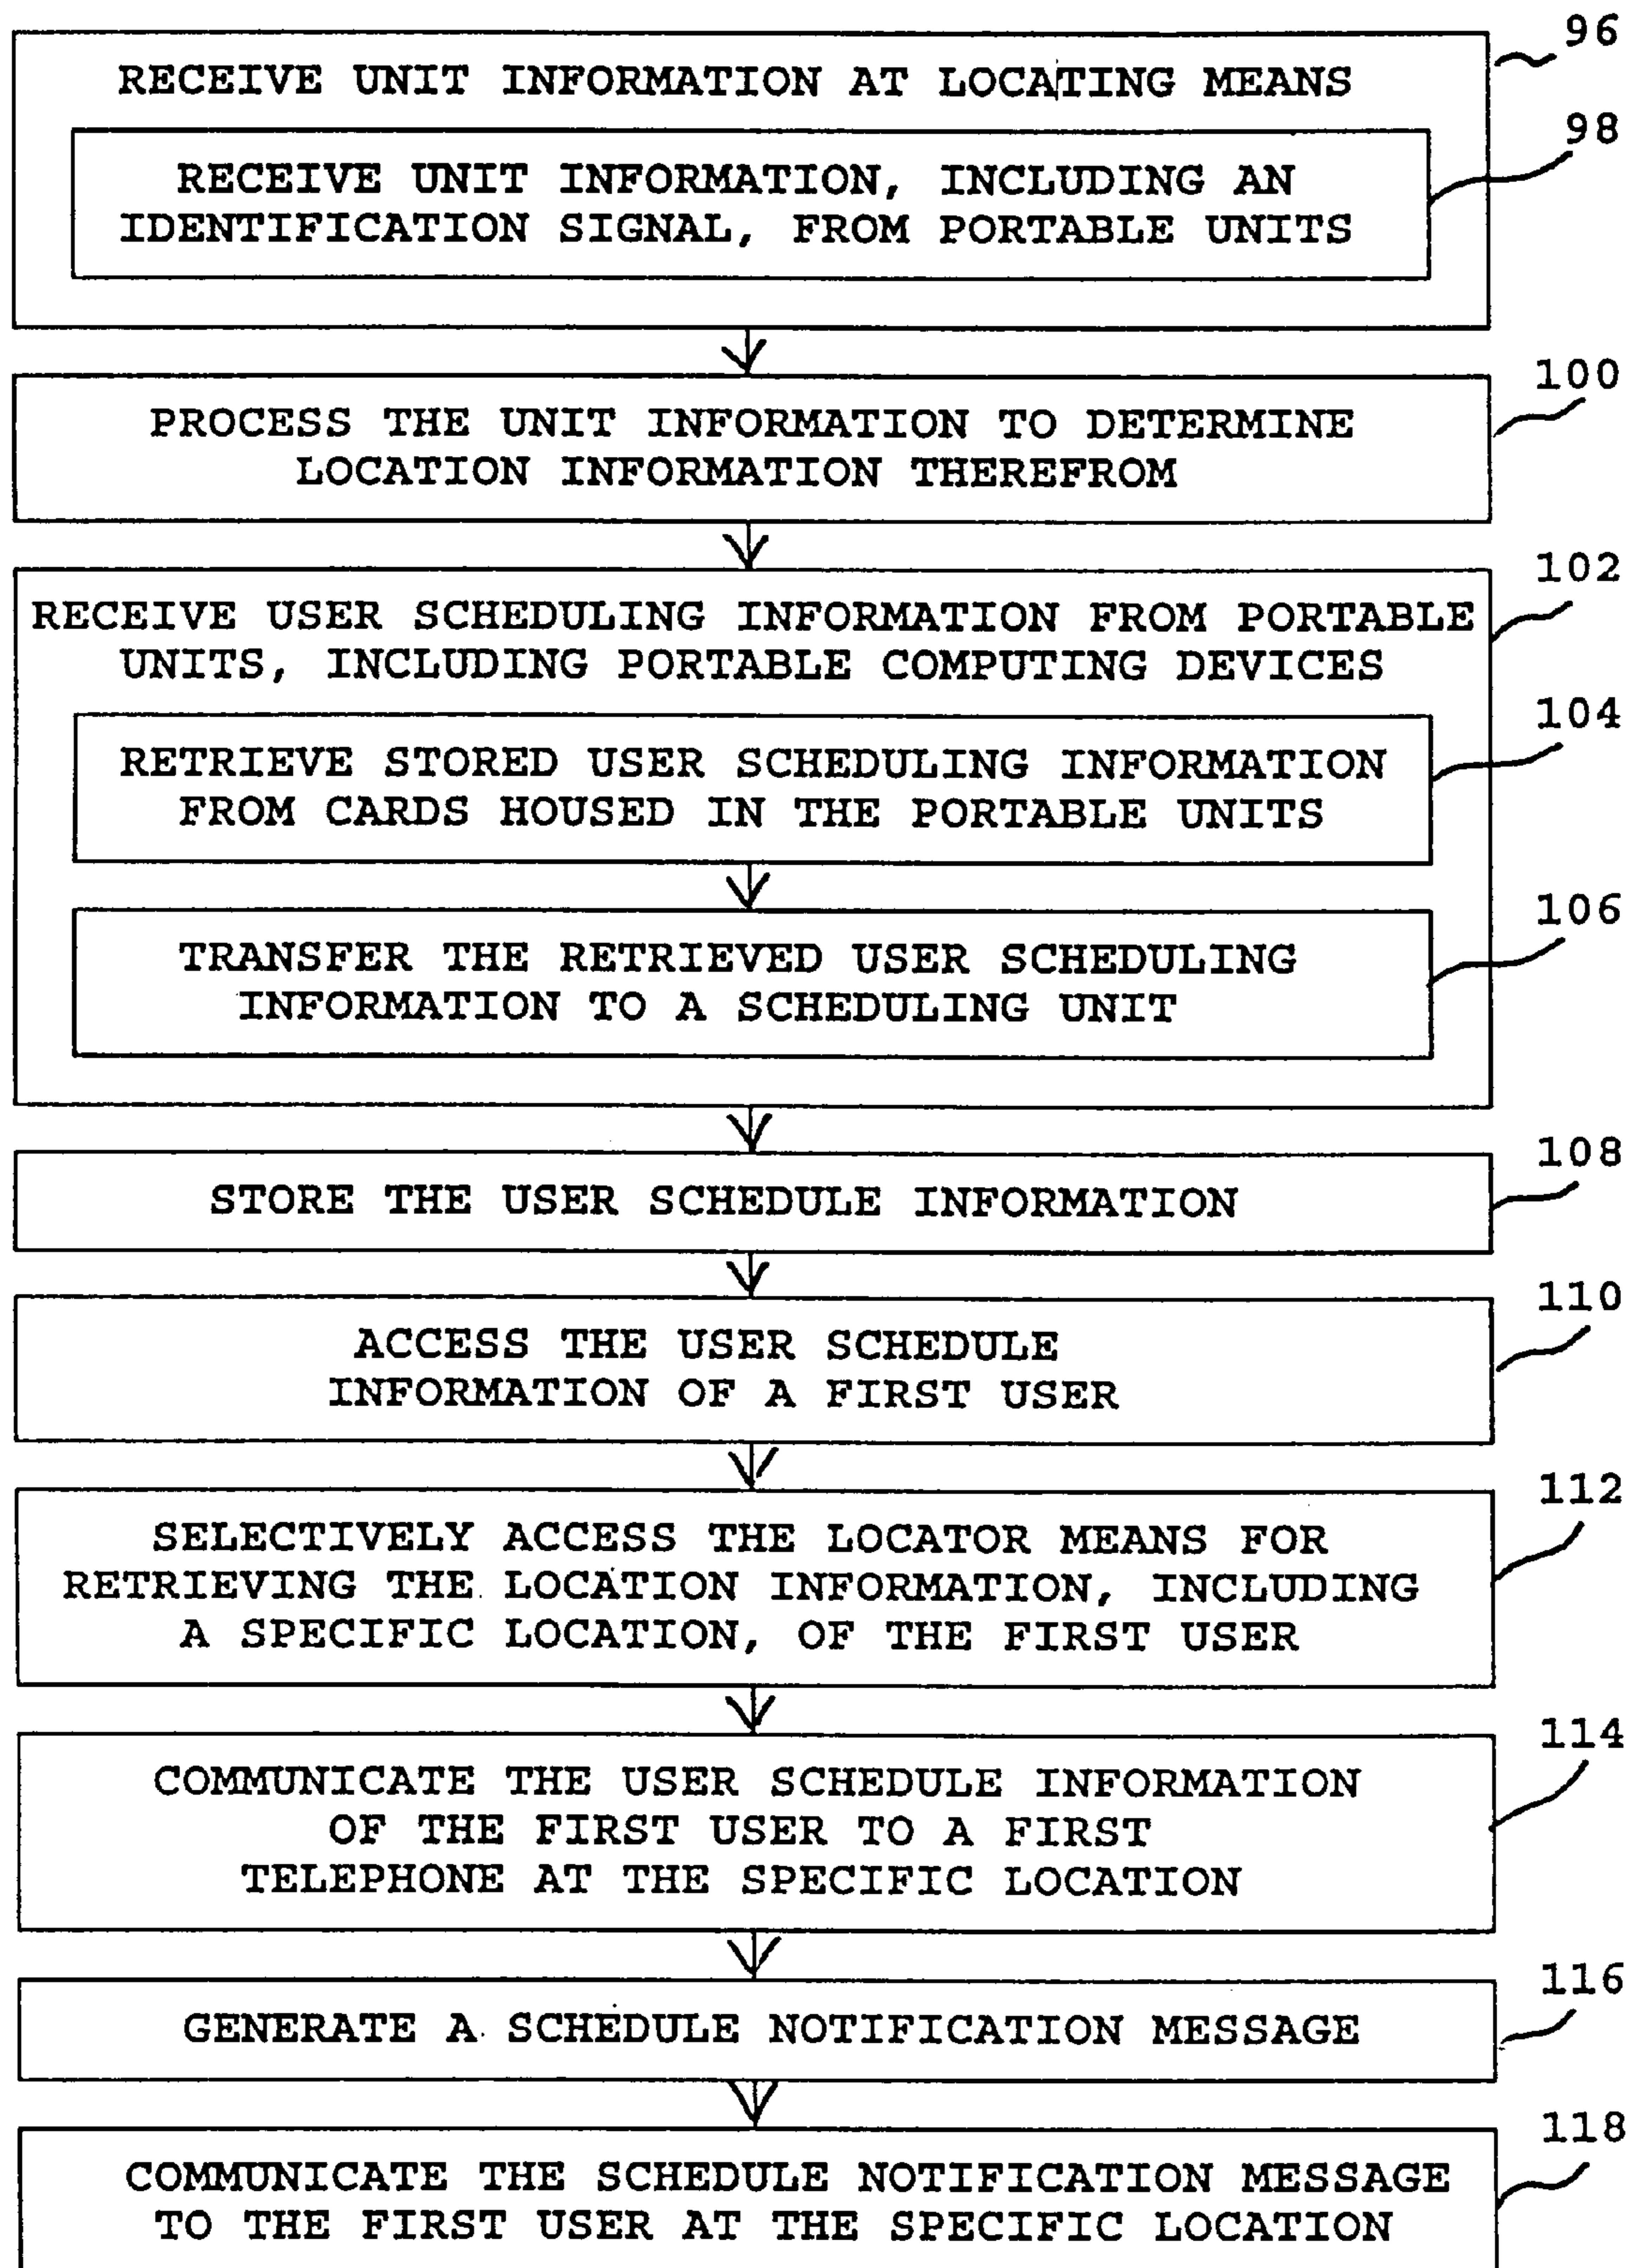 96
RECEIVE UNIT INFORMATION AT LOCATING MEANS
98
RECEIVE UNIT INFORMATION, INCLUDING AN
IDENTIFICATION SIGNAL, FROM PORTABLE UNITS
100
PROCESS THE UNIT INFORMATION TO DETERMINE
LOCATION INFORMATION THEREFROM
102
RECEIVE USER SCHEDULING INFORMATION FROM PORTABLE
UNITS, INCLUDING PORTABLE COMPUTING DEVICES
104
RETRIEVE STORED USER SCHEDULING INFORMATION
FROM CARDS HOUSED IN THE PORTABLE UNITS
106
TRANSFER THE RETRIEVED USER SCHEDULING
INFORMATION TO A SCHEDULING UNIT
108
STORE THE USER SCHEDULE INFORMATION
110
ACCESS THE USER SCHEDULE
INFORMATION OF A FIRST USER
112
SELECTIVELY ACCESS THE LOCATOR MEANS FOR
RETRIEVING THE LOCATION INFORMATION, INCLUDING
A SPECIFIC LOCATION, OF THE FIRST USER
114
COMMUNICATE THE USER SCHEDULE INFORMATION
OF THE FIRST USER TO A FIRST
TELEPHONE AT THE SPECIFIC LOCATION
116
GENERATE A SCHEDULE NOTIFICATION MESSAGE
118
COMMUNICATE THE SCHEDULE NOTIFICATION MESSAGE
TO THE FIRST USER AT THE SPECIFIC LOCATION